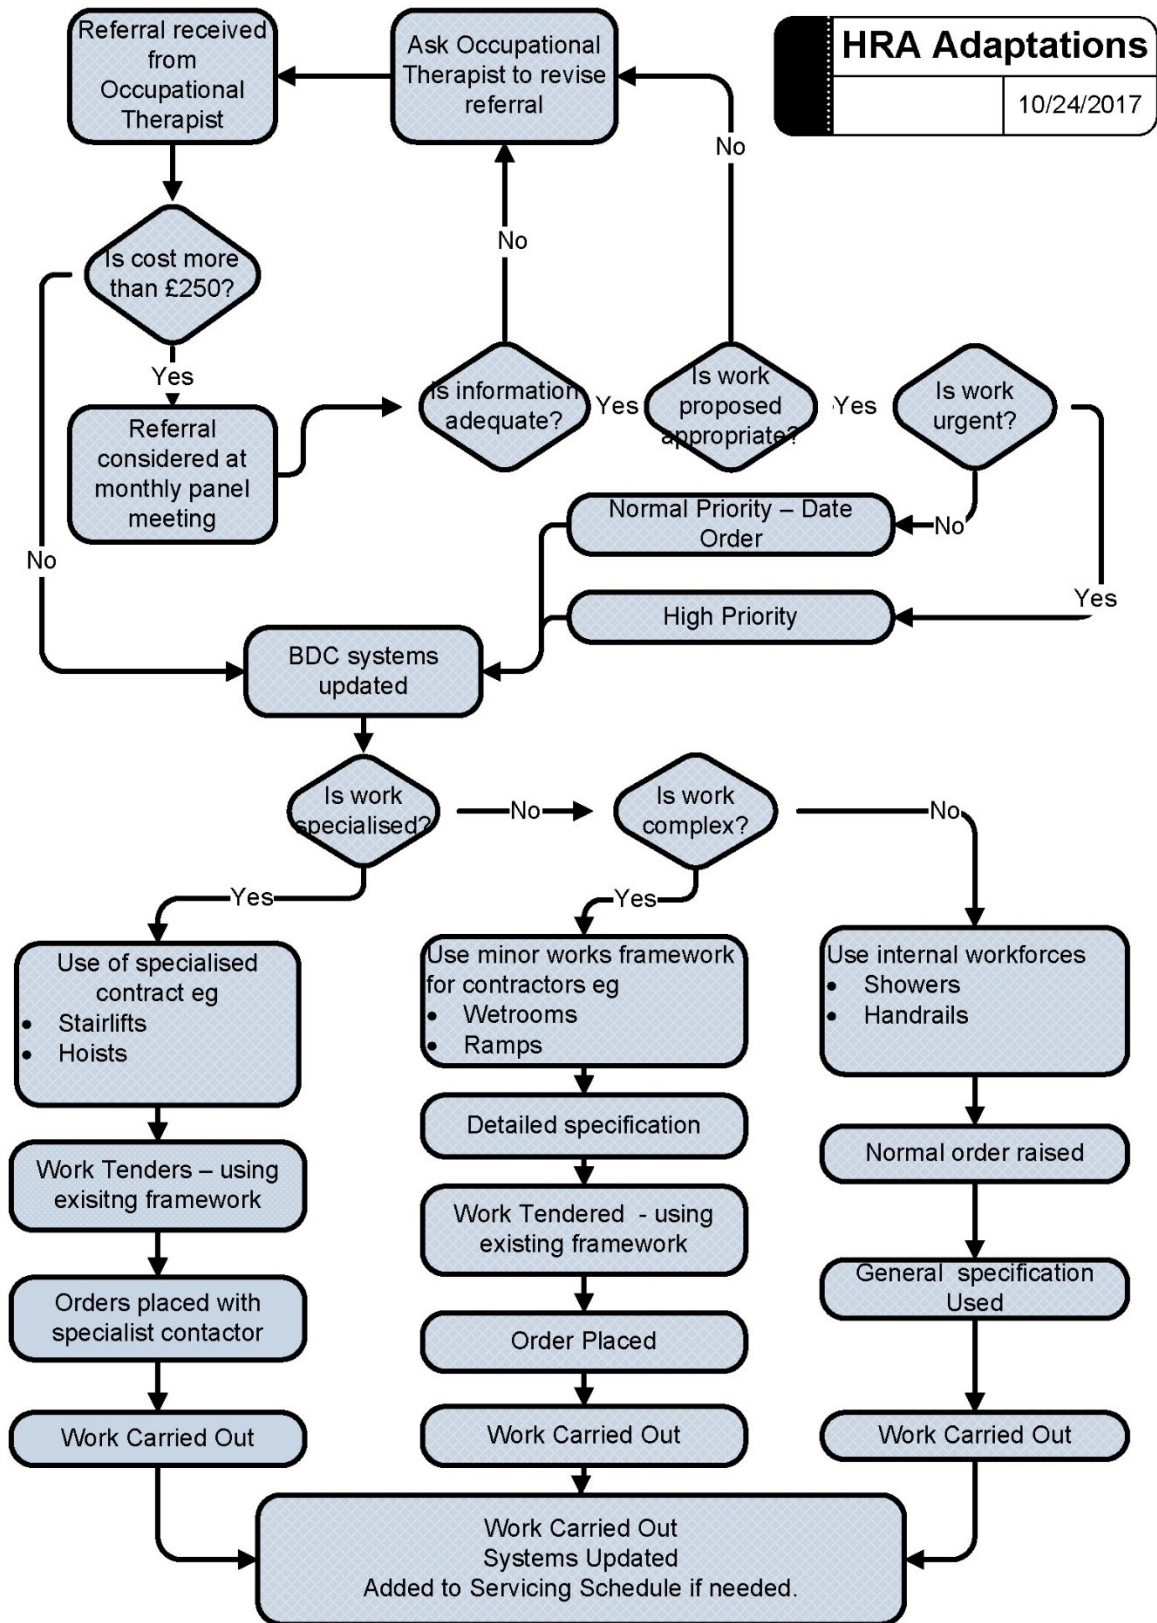 HRA Adaptations
10/24/2017
Referral received
from
Occupational
Therapist
Ask Occupational
Therapist to revise
referral
No
No
Is cost more
than £250?
Yes
Referral
considered at
monthly panel
meeting
No
Is information
adequate?
Yes
Is work
proposed
appropriate?
Yes
Is work
urgent?
No
Yes
Normal Priority – Date
Order
High Priority
BDC systems
updated
Is work
specialised?
No
Is work
complex?
No
Yes
Yes
Use of specialised
contract eg
• Stairlifts
• Hoists
Work Tenders – using
exisitng framework
Orders placed with
specialist contactor
Work Carried Out
Use minor works framework
for contractors eg
• Wetrooms
• Ramps
Detailed specification
Work Tendered - using
existing framework
Order Placed
Work Carried Out
Use internal workforces
• Showers
• Handrails
Normal order raised
General specification
Used
Work Carried Out
Work Carried Out
Systems Updated
Added to Servicing Schedule if needed.